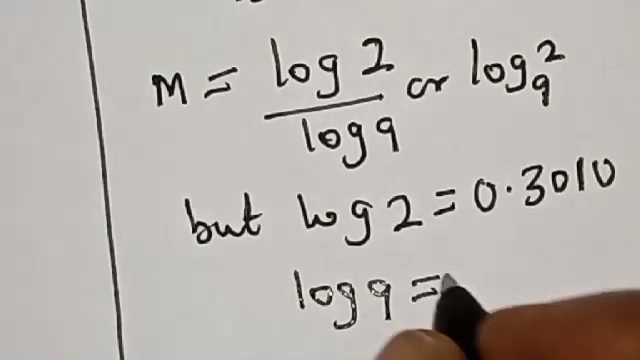 M = log 2 / log 9 or log₉2
but log 2 = 0.3010
log 9 =